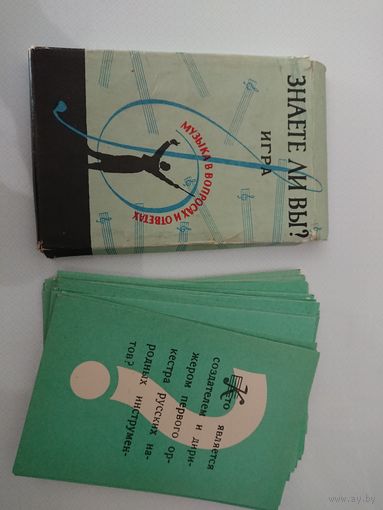 ЗНАЕТЕ ЛИ ВЫ?
ИГРА
МУЗЫКА В ВОПРОСАХ И ОТВЕТАХ
Кто является
создателем и дири-
жером первого ор-
кестра русских на-
родных инструмен-
тов?
ay.by